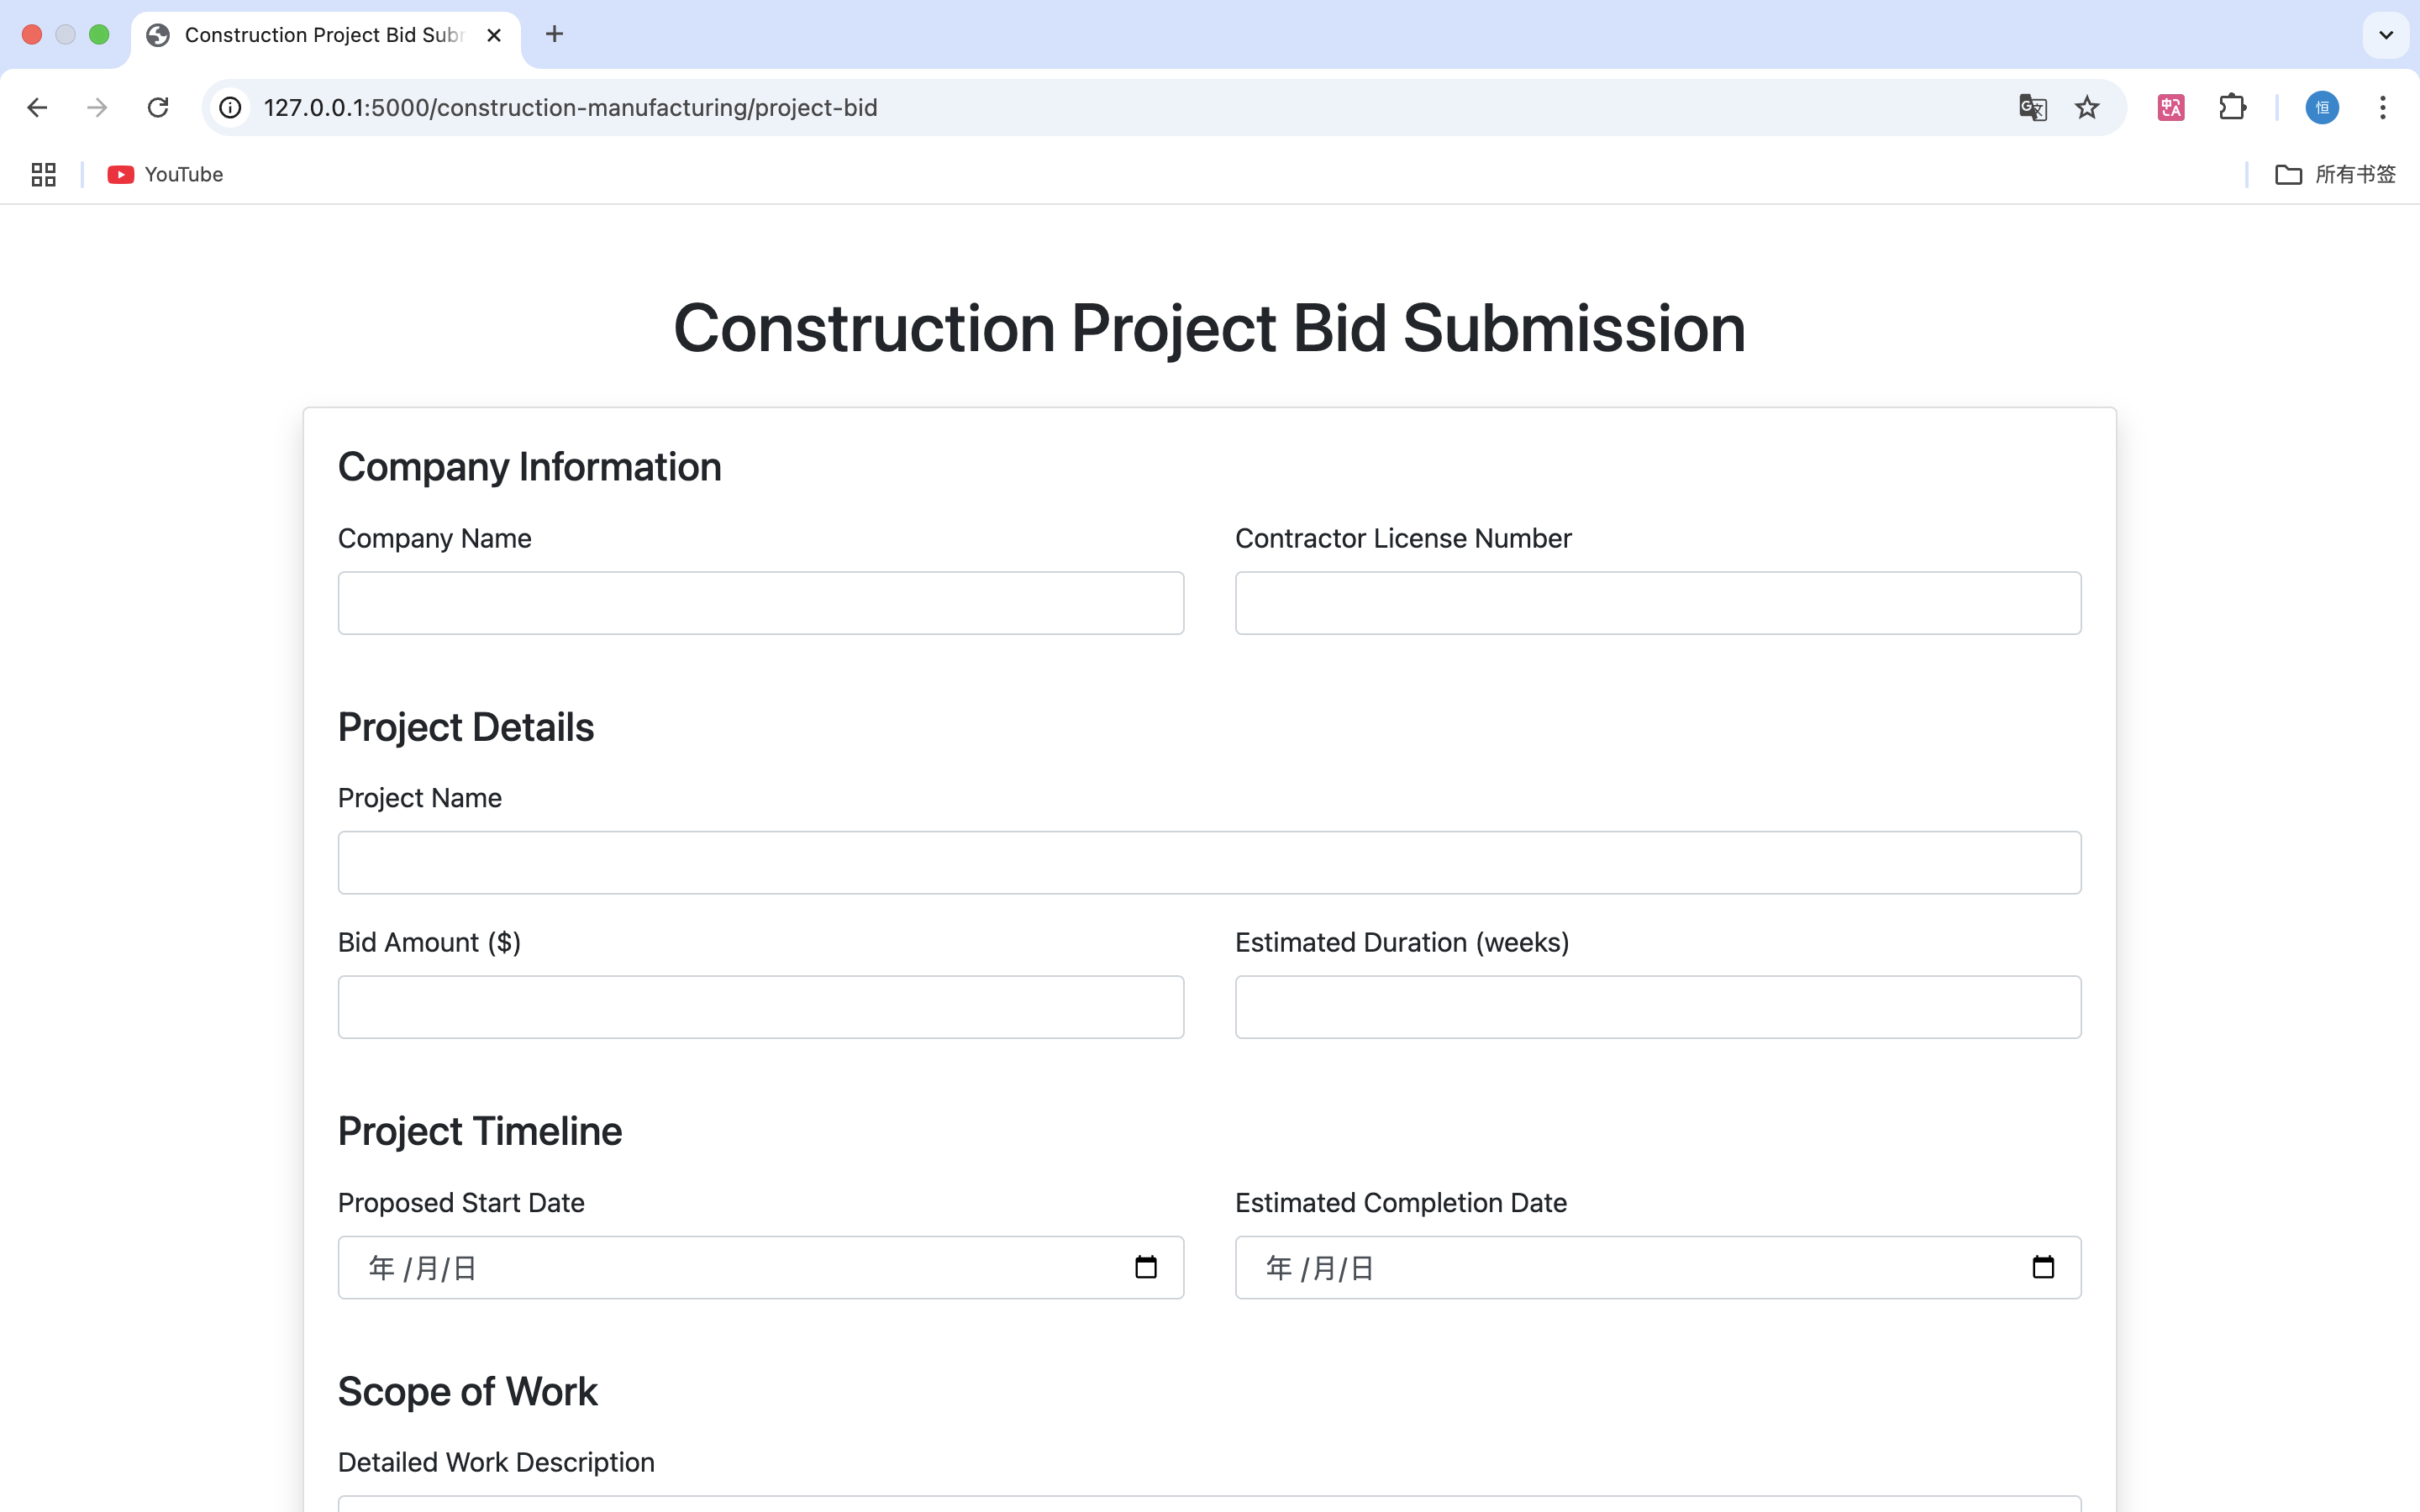 Construction Project Bid Subr
127.0.0.1:5000/construction-manufacturing/project-bid
恒
YouTube
所有书签
Construction Project Bid Submission
Company Information
Company Name
Contractor License Number
Project Details
Project Name
Bid Amount ($)
Estimated Duration (weeks)
Project Timeline
Proposed Start Date
Estimated Completion Date
年 /月/日
年 /月/日
Scope of Work
Detailed Work Description